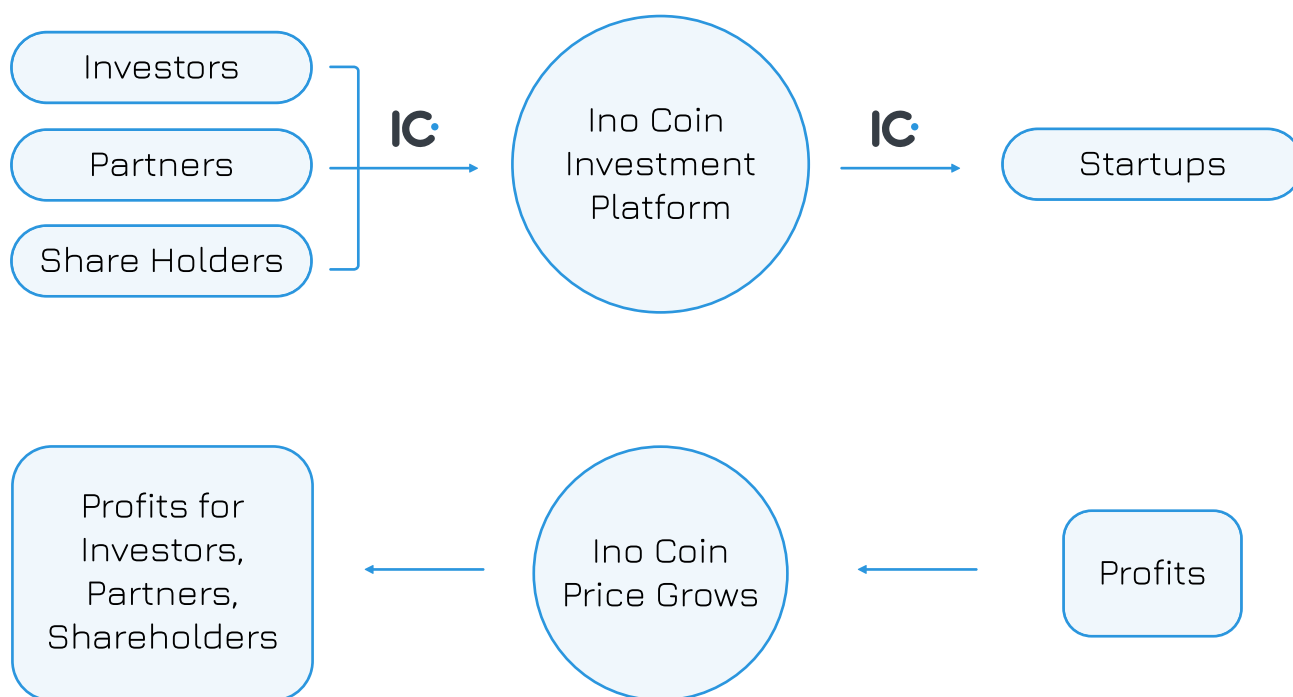 Investors
Partners
Share Holders
IC
Ino Coin
Investment
Platform
IC
Startups
Profits for
Investors,
Partners,
Shareholders
Ino Coin
Price Grows
Profits